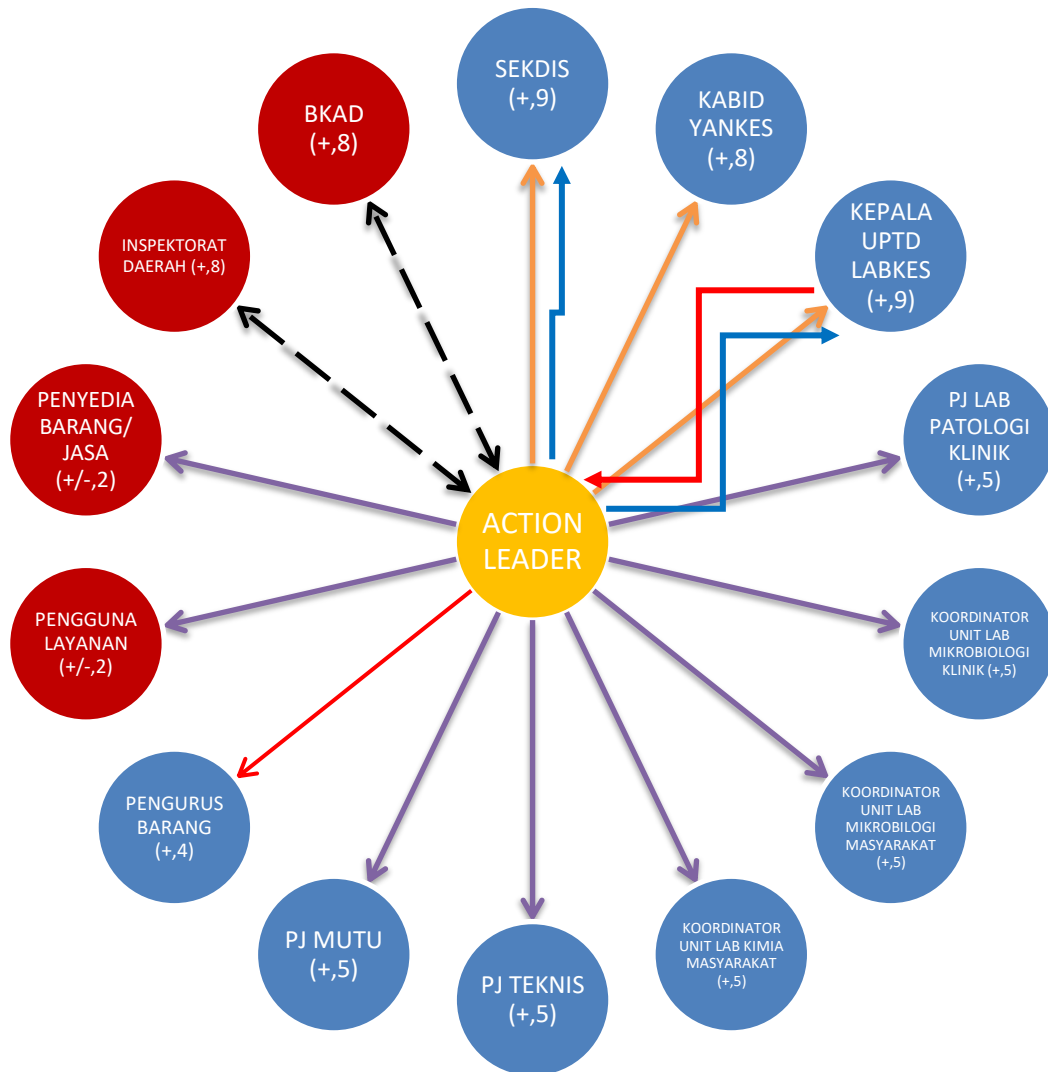 SEKDIS
(+,9)
KABID
YANKES
(+,8)
KEPALA
UPTD
LABKES
(+,9)
PJ LAB
PATOLOGI
KLINIK
(+,5)
KOORDINATOR
UNIT LAB
MIKROBIOLOGI
KLINIK (+,5)
KOORDINATOR
UNIT LAB
MIKROBILOGI
MASYARAKAT
(+,5)
KOORDINATOR
UNIT LAB KIMIA
MASYARAKAT
(+,5)
PJ TEKNIS
(+,5)
PJ MUTU
(+,5)
PENGURUS
BARANG
(+,4)
PENGGUNA
LAYANAN
(+/-,2)
PENYEDIA
BARANG/
JASA
(+/-,2)
INSPEKTORAT
DAERAH (+,8)
BKAD
(+,8)
ACTION
LEADER